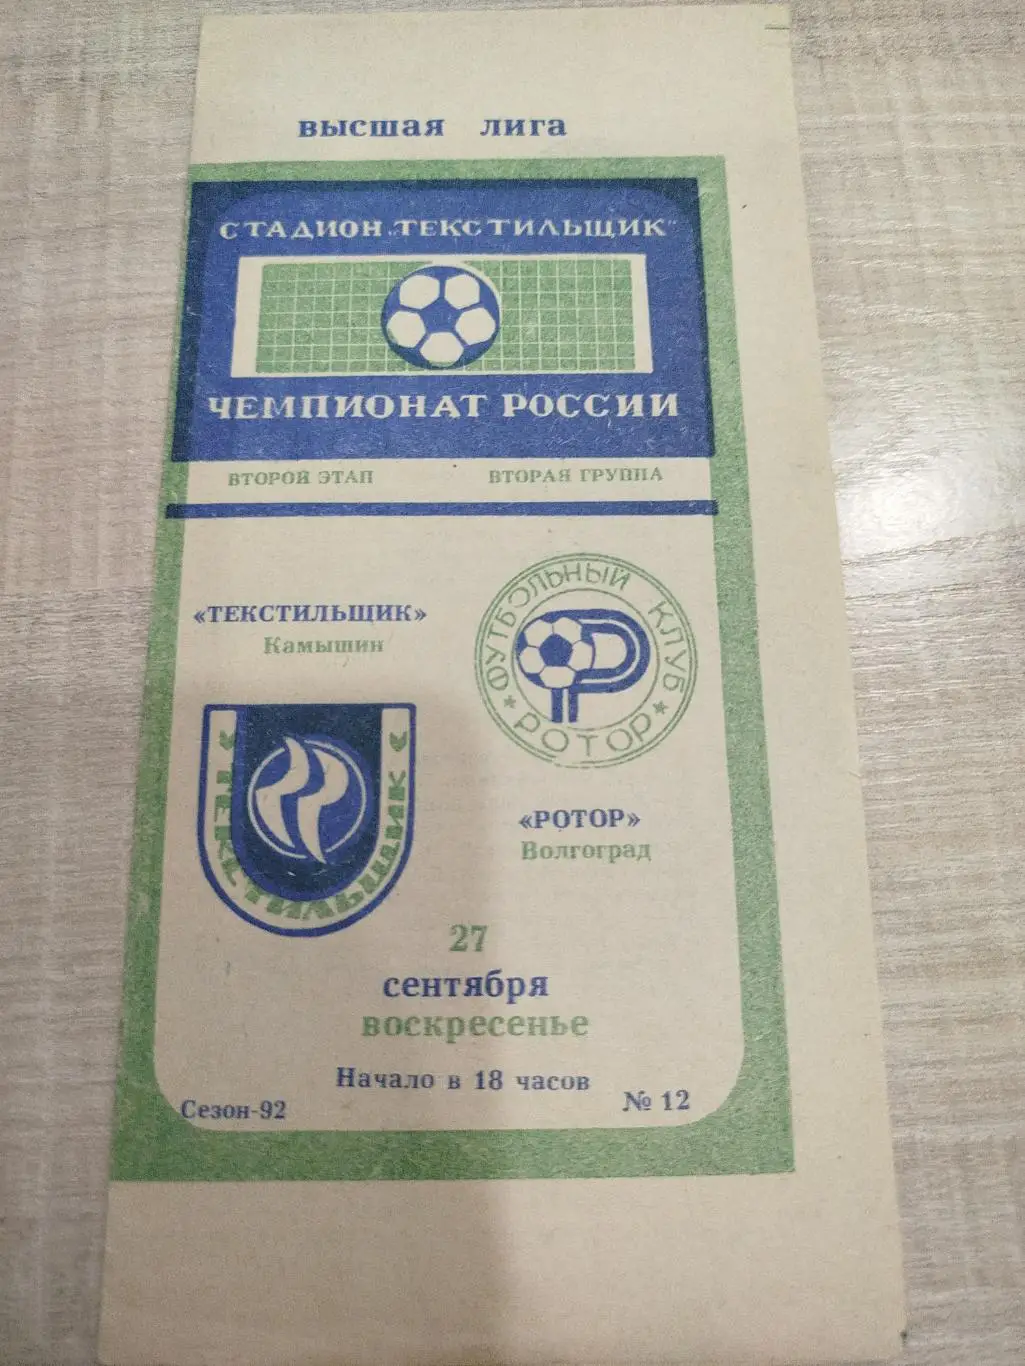 высшая лига
СТАДИОН „ТЕКСТИЛЬЩИК"
ЧЕМПИОНАТ РОССИИ
ВТОРОЙ ЭТАП ВТОРАЯ ГРУППА
«ТЕКСТИЛЬЩИК»
Камышин
ФУТБОЛЬНЫЙ КЛУБ
РОТОР
ТЕКСТИЛЬЩИК
«РОТОР»
Волгоград
27
сентября
воскресенье
Начало в 18 часов
Сезон-92 № 12